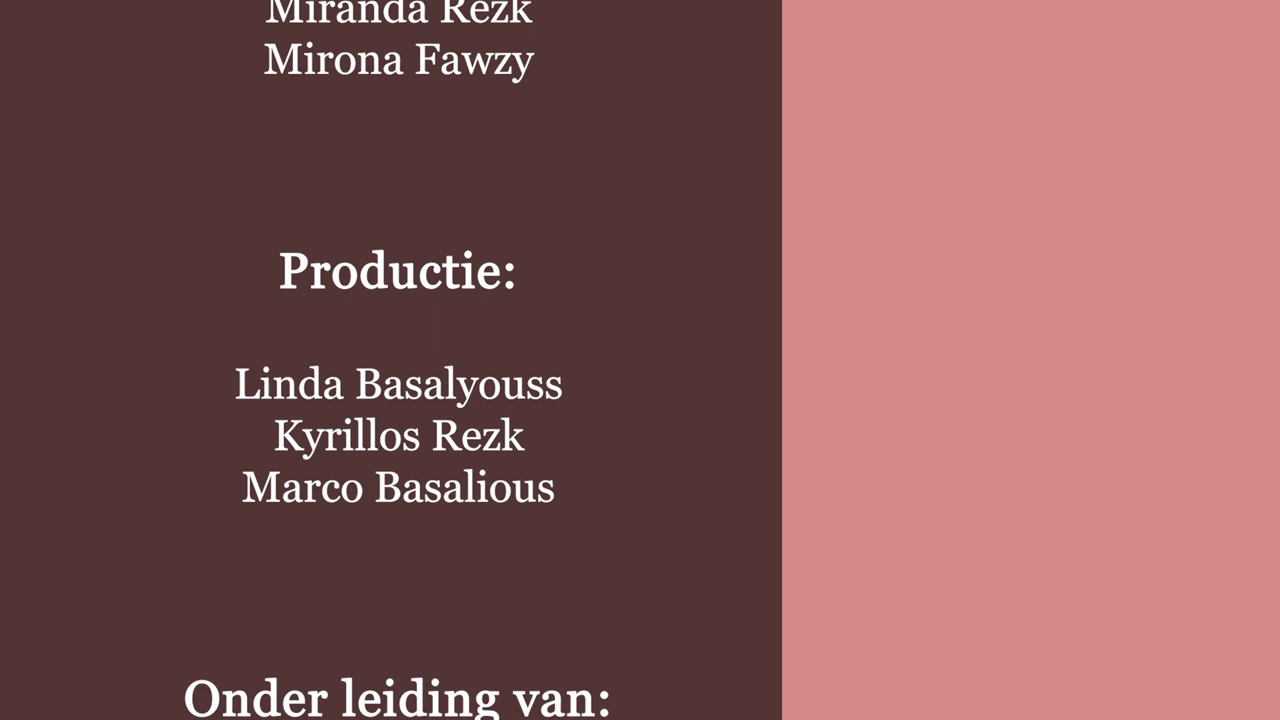 Miranda Rezk
Mirona Fawzy
Productie:
Linda Basalyouss
Kyrillos Rezk
Marco Basalious
Onder leiding van: